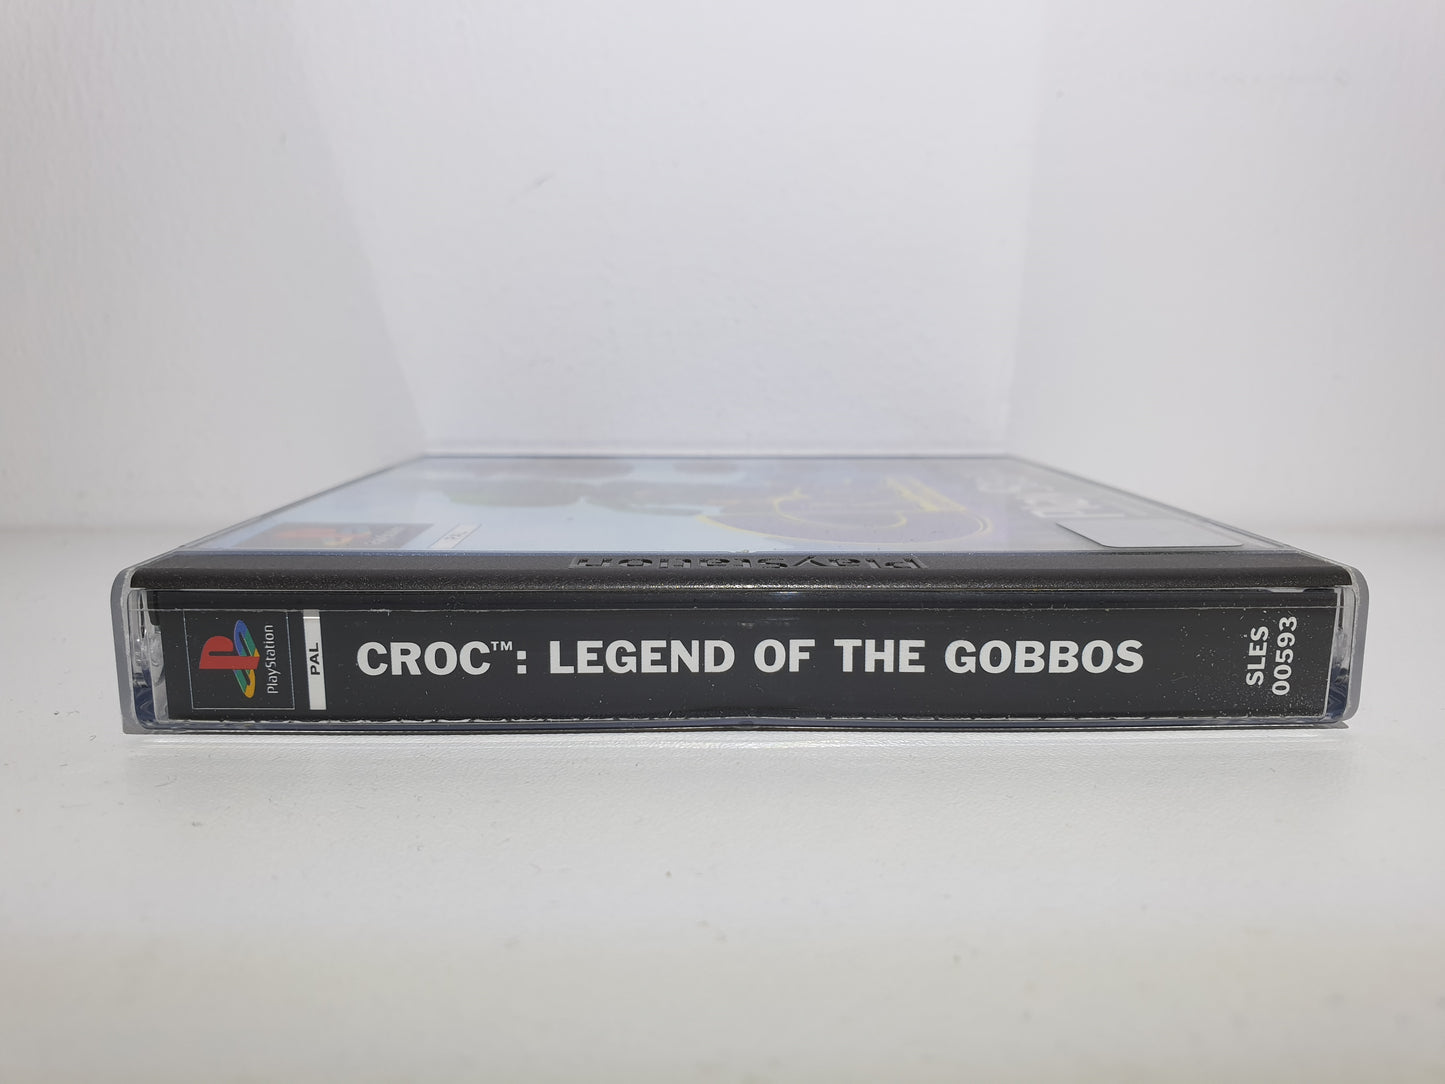 PlayStation
PlayStation
PAL
CROC™: LEGEND OF THE GOBBOS
SLES
00593